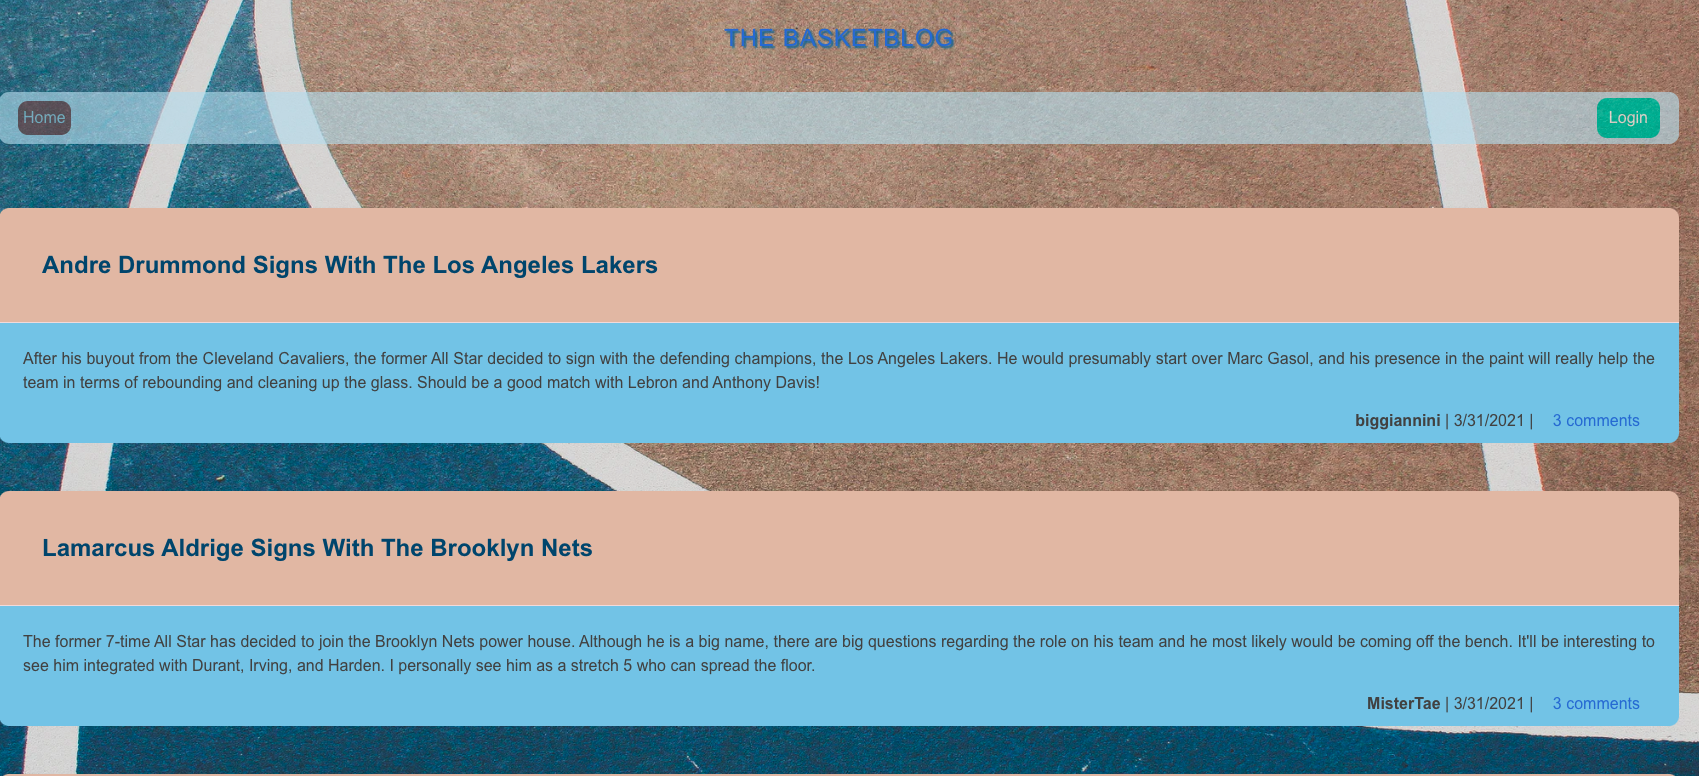 THE BASKETBLOG
Home
Login
Andre Drummond Signs With The Los Angeles Lakers
After his buyout from the Cleveland Cavaliers, the former All Star decided to sign with the defending champions, the Los Angeles Lakers. He would presumably start over Marc Gasol, and his presence in the paint will really help the
team in terms of rebounding and cleaning up the glass. Should be a good match with Lebron and Anthony Davis!
biggiannini | 3/31/2021 | 3 comments
Lamarcus Aldrige Signs With The Brooklyn Nets
The former 7-time All Star has decided to join the Brooklyn Nets power house. Although he is a big name, there are big questions regarding the role on his team and he most likely would be coming off the bench. It'll be interesting to
see him integrated with Durant, Irving, and Harden. I personally see him as a stretch 5 who can spread the floor.
MisterTae | 3/31/2021 | 3 comments